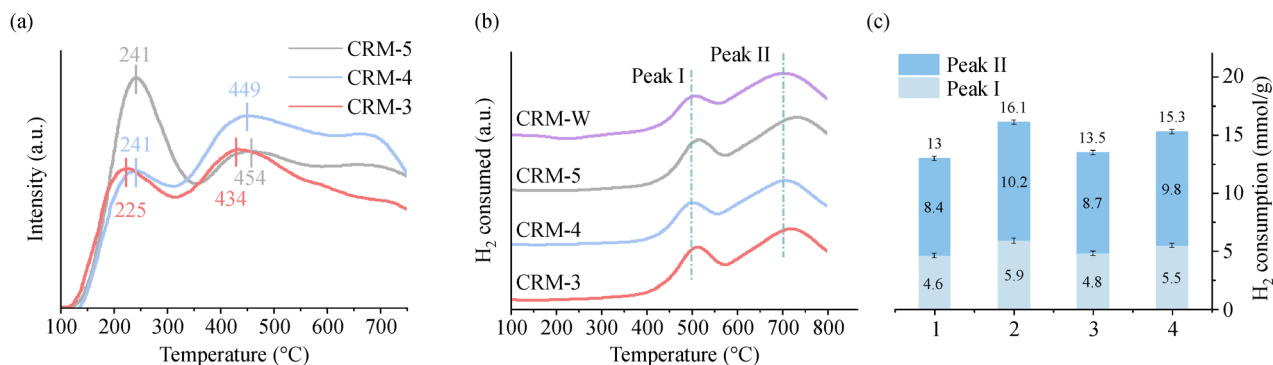 (a)
241
CRM-5
CRM-4
CRM-3
449
241
225
434
454
Intensity (a.u.)
100 200 300 400 500 600 700
Temperature (°C)
(b)
Peak I
Peak II
CRM-W
CRM-5
CRM-4
CRM-3
H₂ consumed (a.u.)
100 200 300 400 500 600 700 800
Temperature (°C)
(c)
Peak II
Peak I
13
16.1
13.5
15.3
8.4
10.2
8.7
9.8
4.6
5.9
4.8
5.5
1 2 3 4
20
15
10
5
0
H₂ consumption (mmol/g)